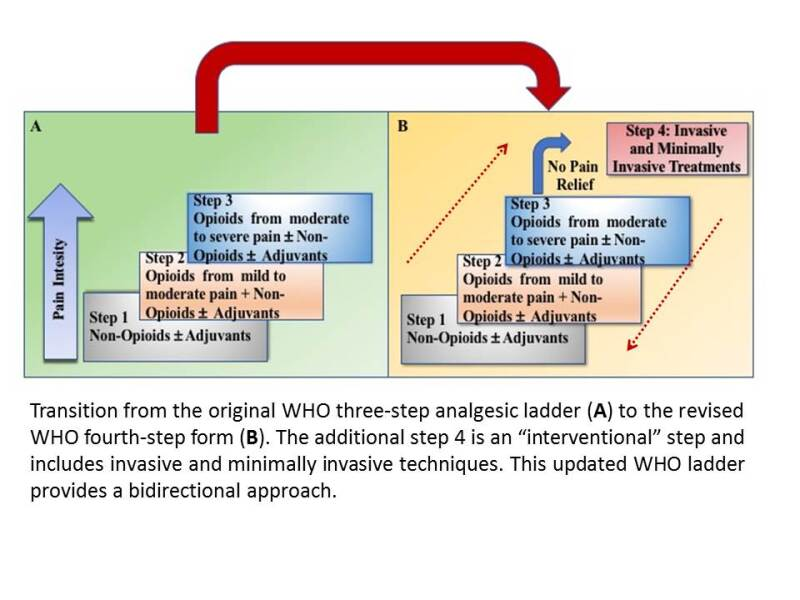 A
Pain Intesity
Step 3
Opioids from moderate
to severe pain ± Non-
Opioids ± Adjuvants
Step 2
Opioids from mild to
moderate pain + Non-
Opioids ± Adjuvants
Step 1
Non-Opioids ± Adjuvants
B
Step 4: Invasive
and Minimally
Invasive Treatments
No Pain
Relief
Step 3
Opioids from moderate
to severe pain ± Non-
Opioids ± Adjuvants
Step 2
Opioids from mild to
moderate pain + Non-
Opioids ± Adjuvants
Step 1
Non-Opioids ± Adjuvants
Transition from the original WHO three-step analgesic ladder (A) to the revised
WHO fourth-step form (B). The additional step 4 is an “interventional” step and
includes invasive and minimally invasive techniques. This updated WHO ladder
provides a bidirectional approach.